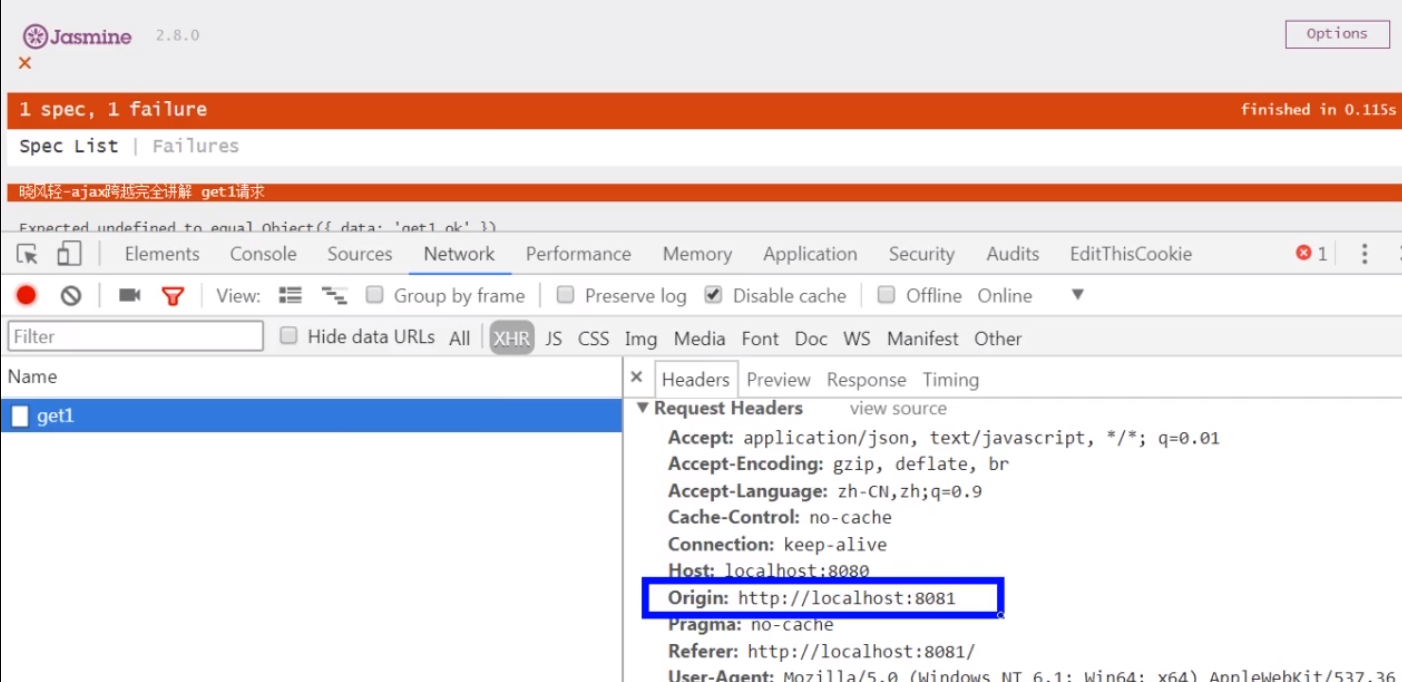 Jasmine 2.8.0 Options
×
1 spec, 1 failure finished in 0.115s
Spec List | Failures
晓风轻-ajax跨越完全讲解 get1请求
Expected undefined to equal Object({ data: 'get1 ok' })
Elements Console Sources Network Performance Memory Application Security Audits EditThisCookie 1
View: Group by frame Preserve log Disable cache Offline Online
Filter Hide data URLs All XHR JS CSS Img Media Font Doc WS Manifest Other
Name
× Headers Preview Response Timing
get1
Request Headers view source
Accept: application/json, text/javascript, */*; q=0.01
Accept-Encoding: gzip, deflate, br
Accept-Language: zh-CN,zh;q=0.9
Cache-Control: no-cache
Connection: keep-alive
Host: localhost:8080
Origin: http://localhost:8081
Pragma: no-cache
Referer: http://localhost:8081/
User-Agent: Mozilla/5.0 (Windows NT 6.1; Win64; x64) AppleWebKit/537.36